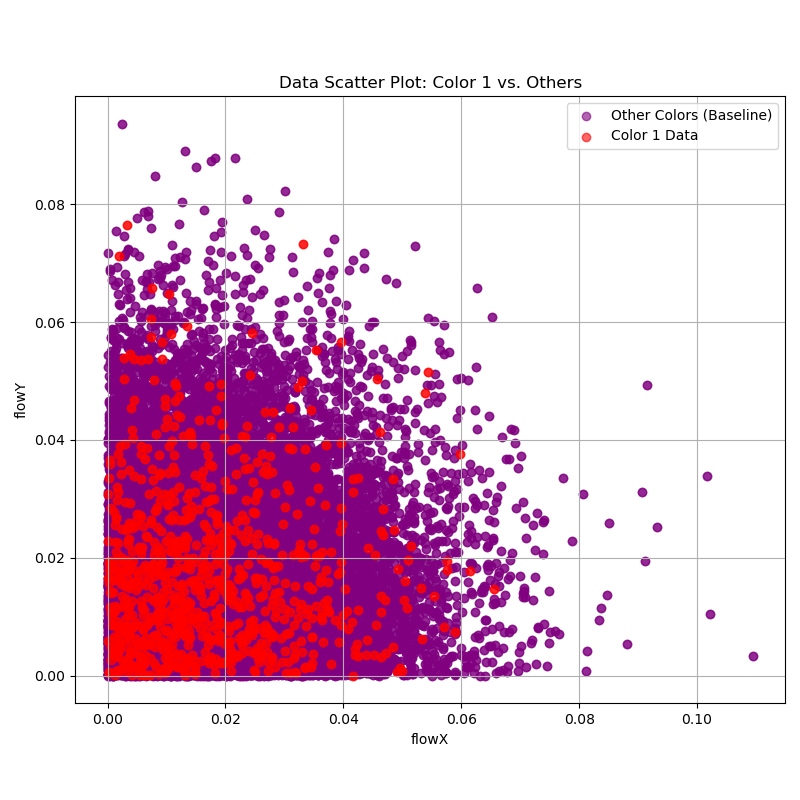 Data Scatter Plot: Color 1 vs. Others
Other Colors (Baseline)
Color 1 Data
flowY
0.08
0.06
0.04
0.02
0.00
0.00 0.02 0.04 0.06 0.08 0.10
flowX